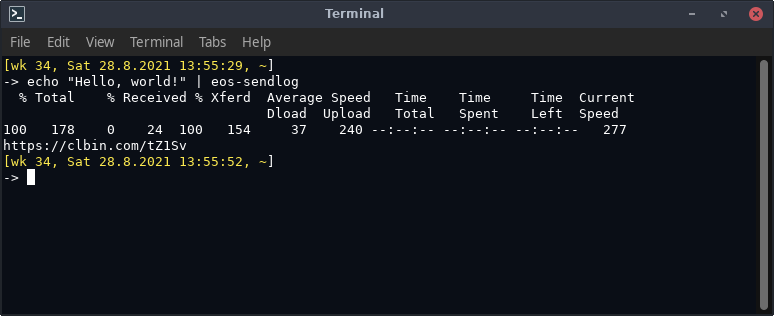 Terminal
File Edit View Terminal Tabs Help
[wk 34, Sat 28.8.2021 13:55:29, ~]
-> echo "Hello, world!" | eos-sendlog
  % Total    % Received % Xferd  Average Speed   Time    Time     Time  Current
                                 Dload  Upload   Total   Spent    Left  Speed
100   178    0    24  100   154     37    240 --:--:-- --:--:-- --:--:--   277
https://clbin.com/tZ1Sv
[wk 34, Sat 28.8.2021 13:55:52, ~]
->